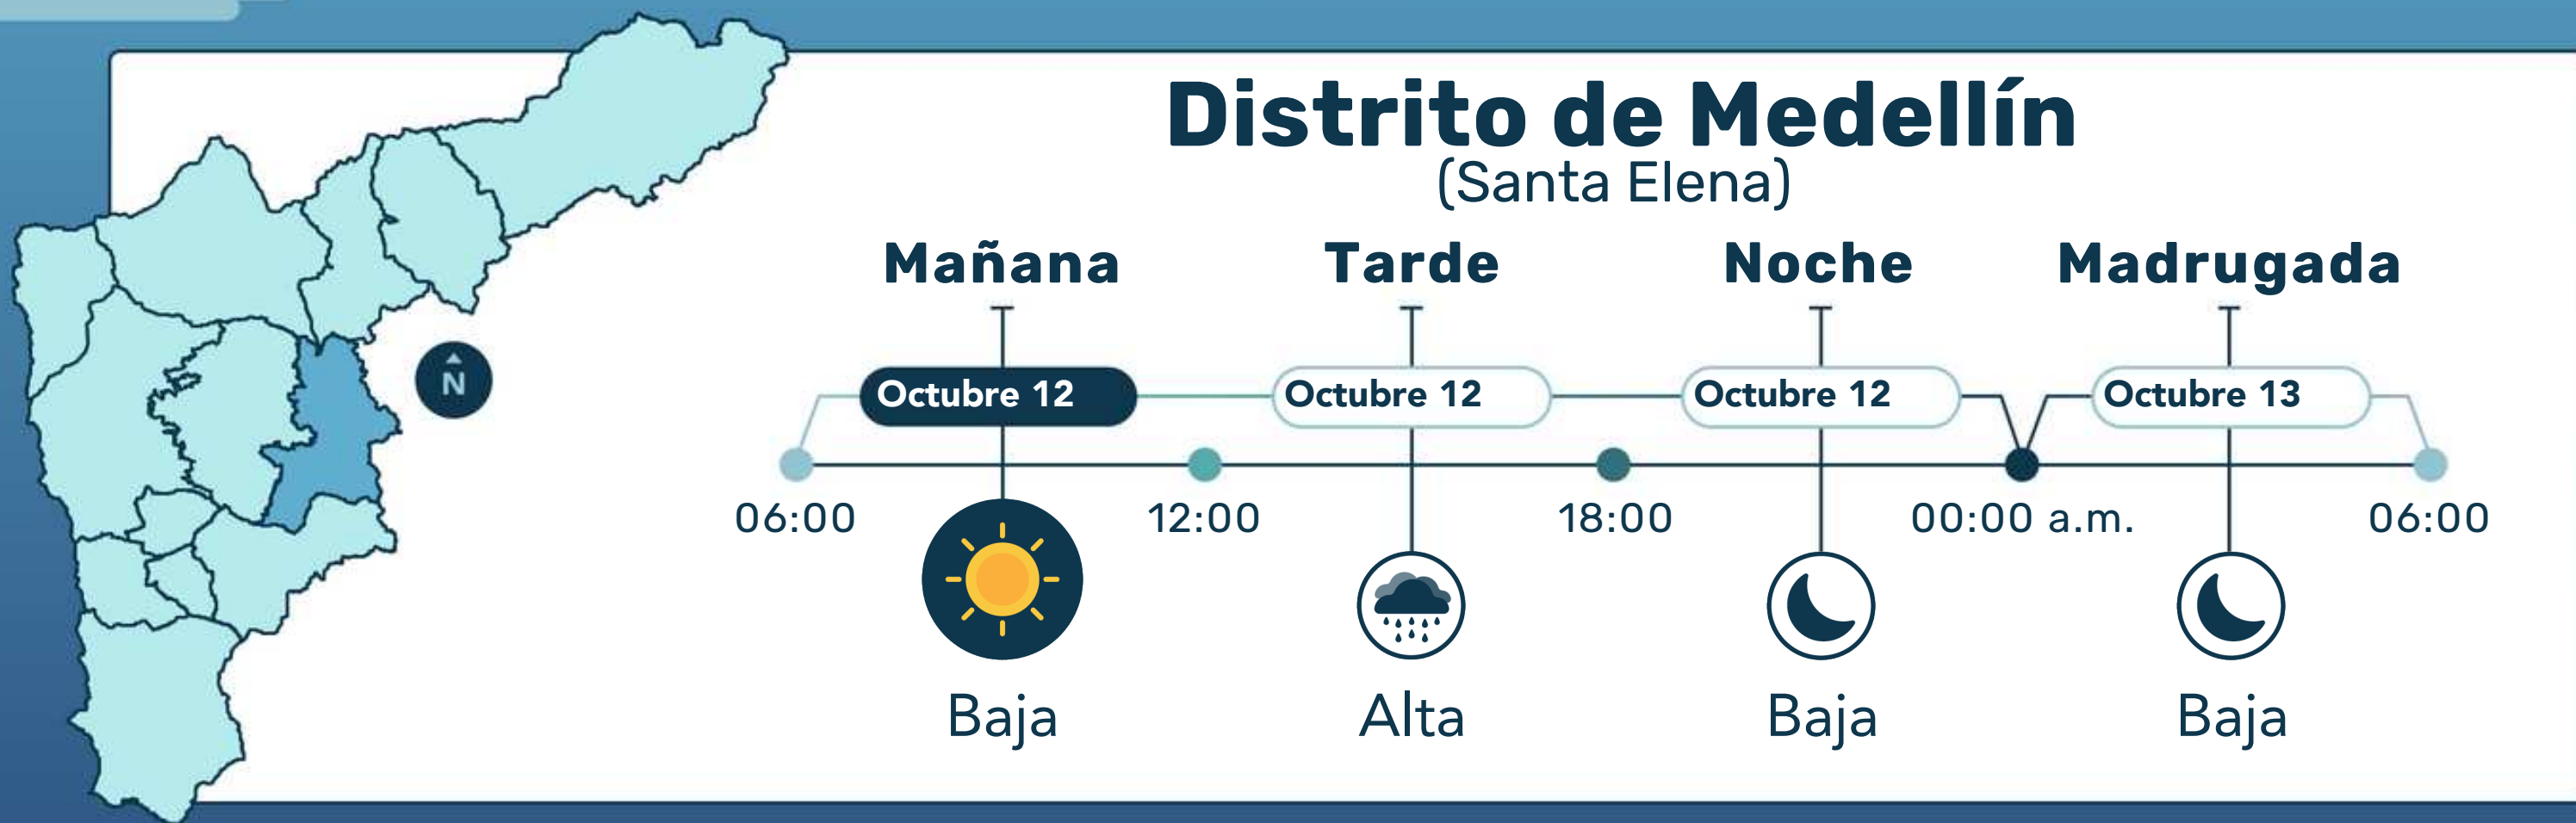 Distrito de Medellín
(Santa Elena)
Mañana Tarde Noche Madrugada
N
Octubre 12 Octubre 12 Octubre 12 Octubre 13
06:00 12:00 18:00 00:00 a.m. 06:00
Baja Alta Baja Baja